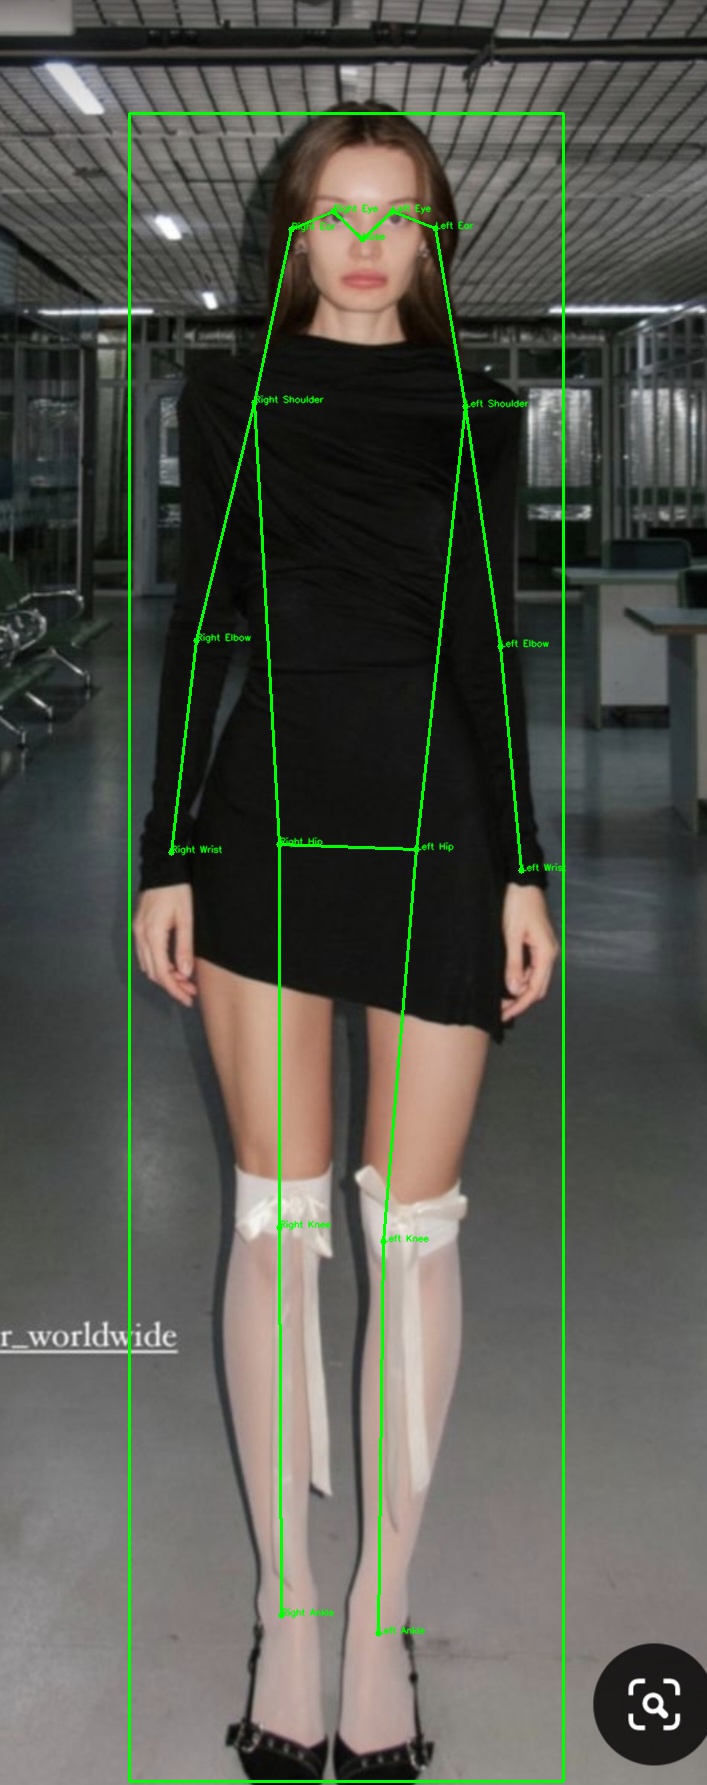 Right Eye Left Eye
Right Ear Nose Left Ear
Right Shoulder Left Shoulder
Right Elbow Left Elbow
Right Hip Left Hip
Right Wrist Left Wrist
Right Knee
Left Knee
r_worldwide
Right Ankle
Left Ankle